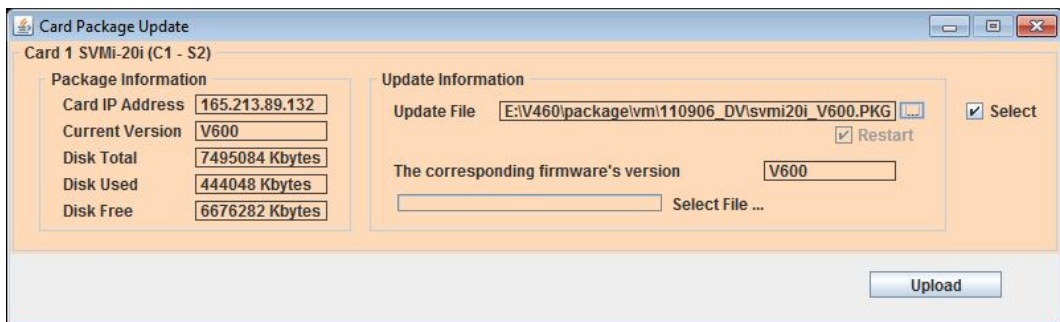 Card Package Update
Card 1 SVMi-20i (C1 - S2)
Package Information
Card IP Address 165.213.89.132
Current Version V600
Disk Total 7495084 Kbytes
Disk Used 444048 Kbytes
Disk Free 6676282 Kbytes
Update Information
Update File E:\V460\package\vm\110906_DV\svmi20i_V600.PKG ...
Restart
The corresponding firmware's version V600
Select File ...
Select
Upload